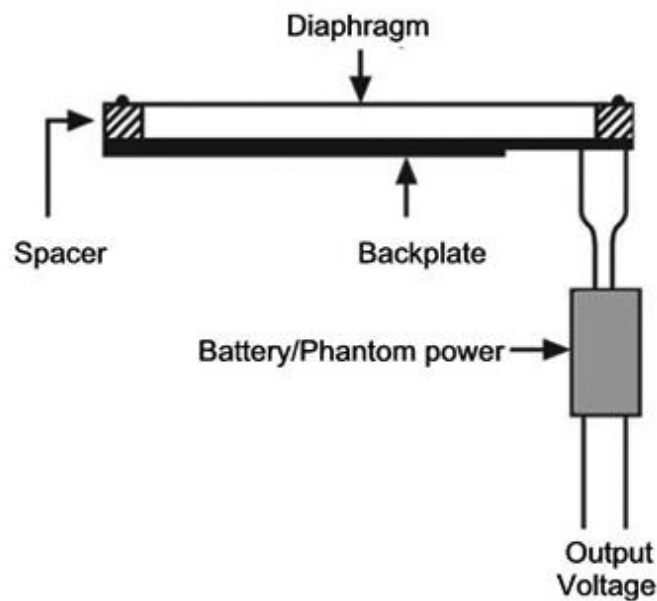 Diaphragm
Spacer
Backplate
Battery/Phantom power
Output
Voltage